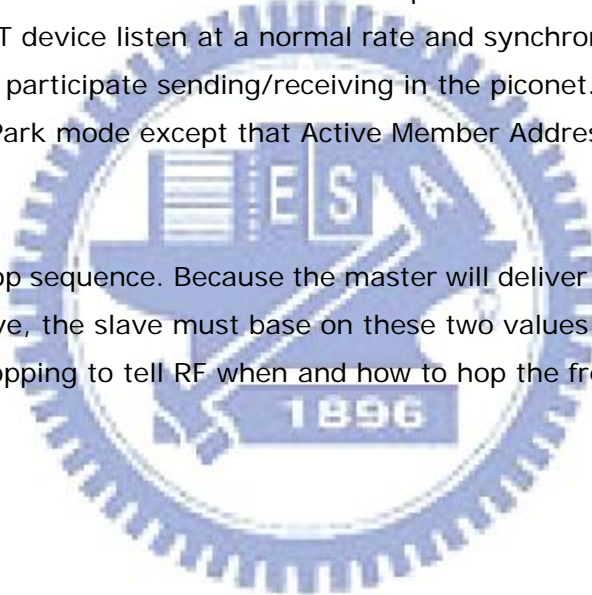 T device listen at a normal rate and synchron
participate sending/receiving in the piconet.
Park mode except that Active Member Addres
E S A
op sequence. Because the master will deliver
ve, the slave must base on these two values
opping to tell RF when and how to hop the fre
1896